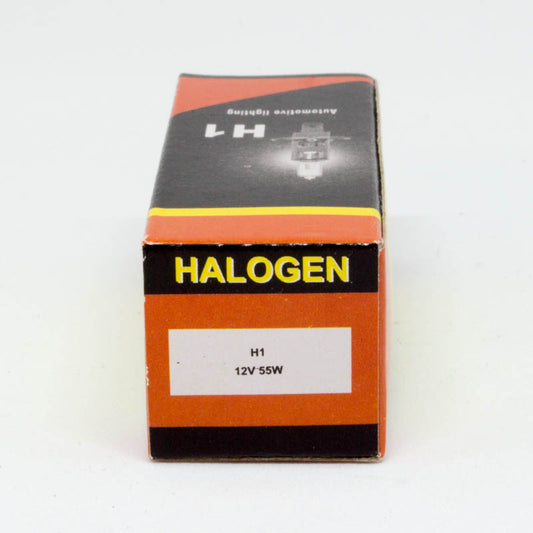 Automotive lighting
H1
HALOGEN
H1
12V 55W